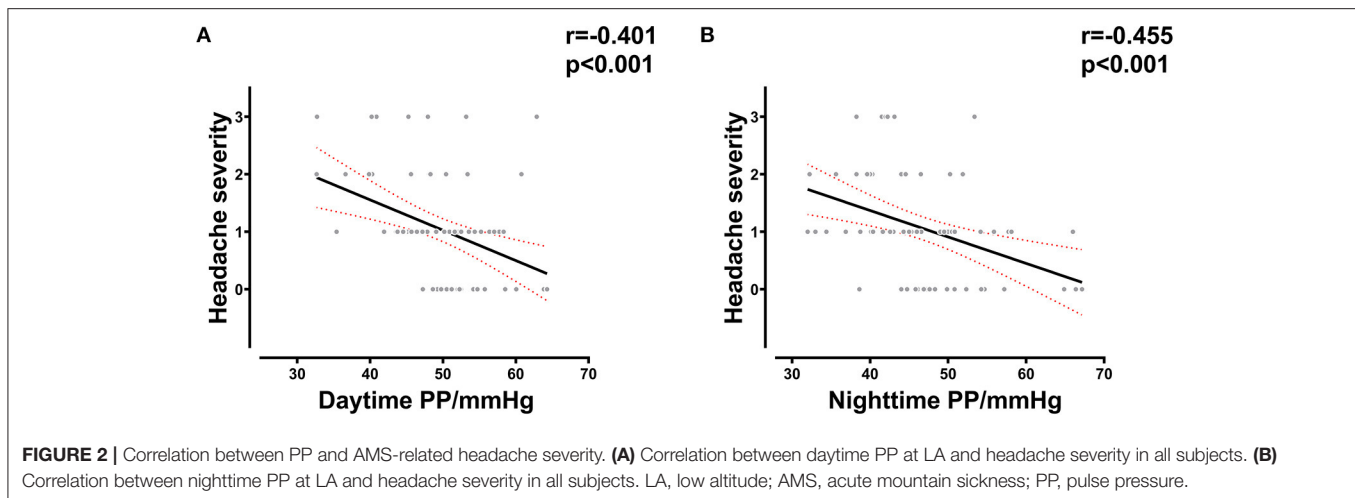 A
r=-0.401
p<0.001
Headache severity
3
2
1
0
30 40 50 60 70
Daytime PP/mmHg
B
r=-0.455
p<0.001
Headache severity
3
2
1
0
30 40 50 60 70
Nighttime PP/mmHg
FIGURE 2 | Correlation between PP and AMS-related headache severity. (A) Correlation between daytime PP at LA and headache severity in all subjects. (B)
Correlation between nighttime PP at LA and headache severity in all subjects. LA, low altitude; AMS, acute mountain sickness; PP, pulse pressure.